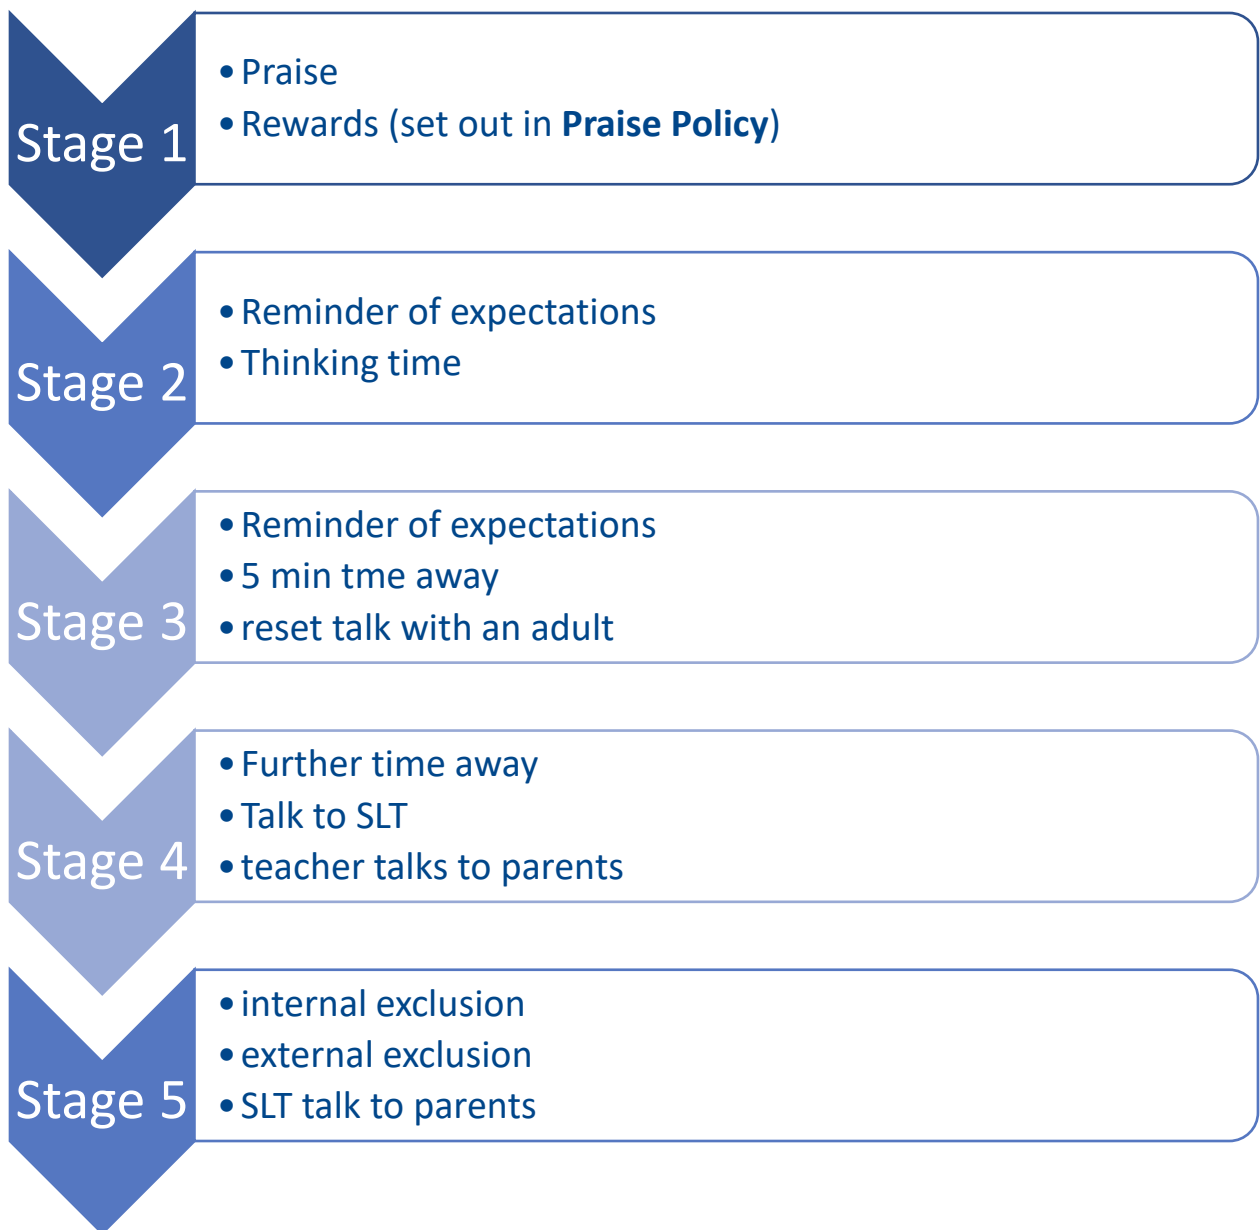 Stage 1
• Praise
• Rewards (set out in Praise Policy)
Stage 2
• Reminder of expectations
• Thinking time
Stage 3
• Reminder of expectations
• 5 min tme away
• reset talk with an adult
Stage 4
• Further time away
• Talk to SLT
• teacher talks to parents
Stage 5
• internal exclusion
• external exclusion
• SLT talk to parents